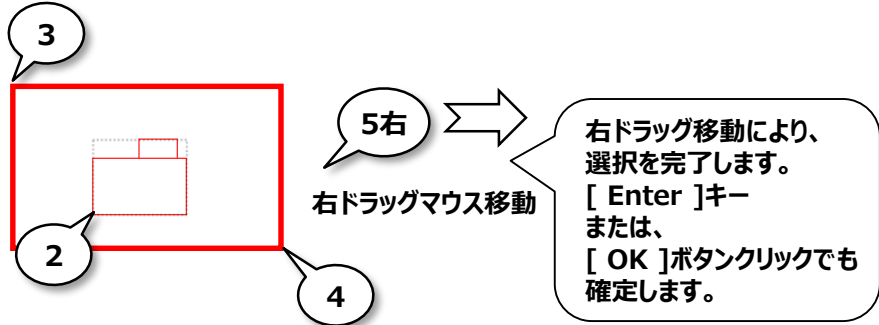 3
5右
右ドラッグマウス移動
右ドラッグ移動により、
選択を完了します。
[ Enter ]キー
または、
[ OK ]ボタンクリックでも
確定します。
2
4